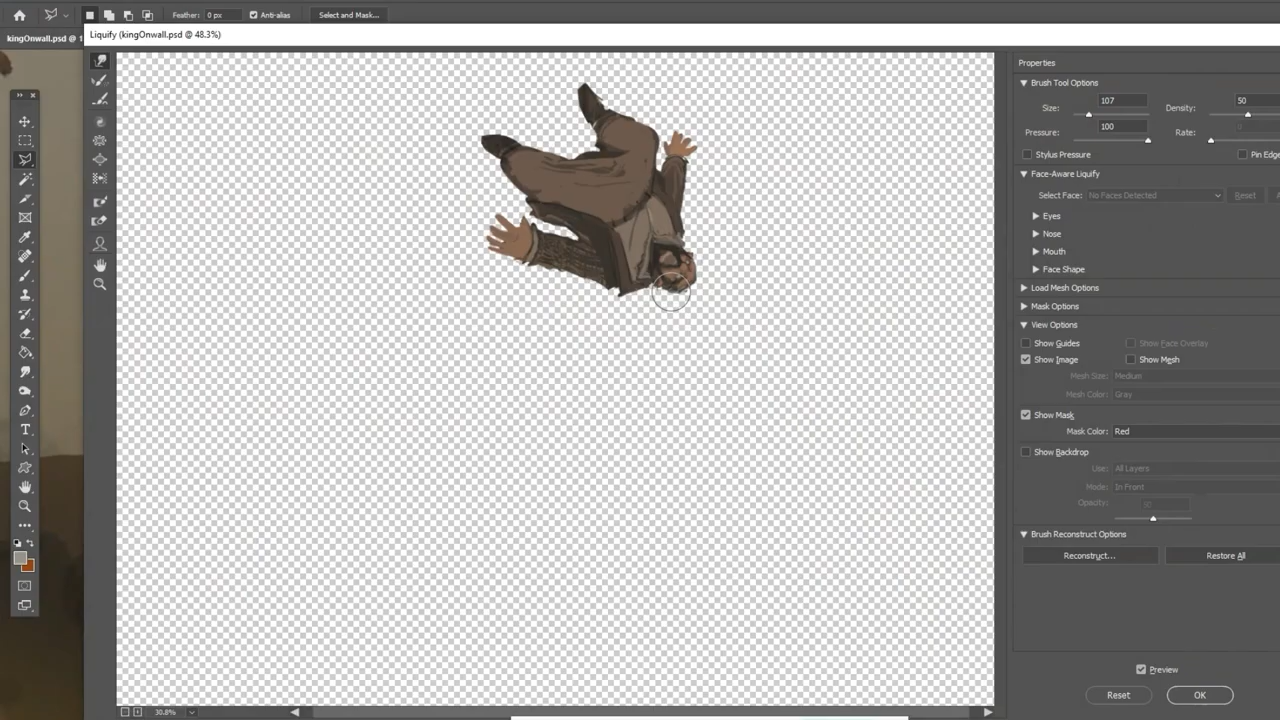 Feather: 0 px Anti-alias Select and Mask...
kingOnwall.psd @ 1
Liquify (kingOnwall.psd @ 48.3%)
Properties
Brush Tool Options
Size: 107 Density: 50
Pressure: 100 Rate: 0
Stylus Pressure Pin Edge
Face-Aware Liquify
Select Face: No Faces Detected Reset A
Eyes
Nose
Mouth
Face Shape
Load Mesh Options
Mask Options
View Options
Show Guides Show Face Overlay
Show Image Show Mesh
Mesh Size: Medium
Mesh Color: Gray
Show Mask
Mask Color: Red
Show Backdrop
Use: All Layers
Mode: In Front
Opacity: 50
Brush Reconstruct Options
Reconstruct... Restore All
Preview
Reset OK
30.8%